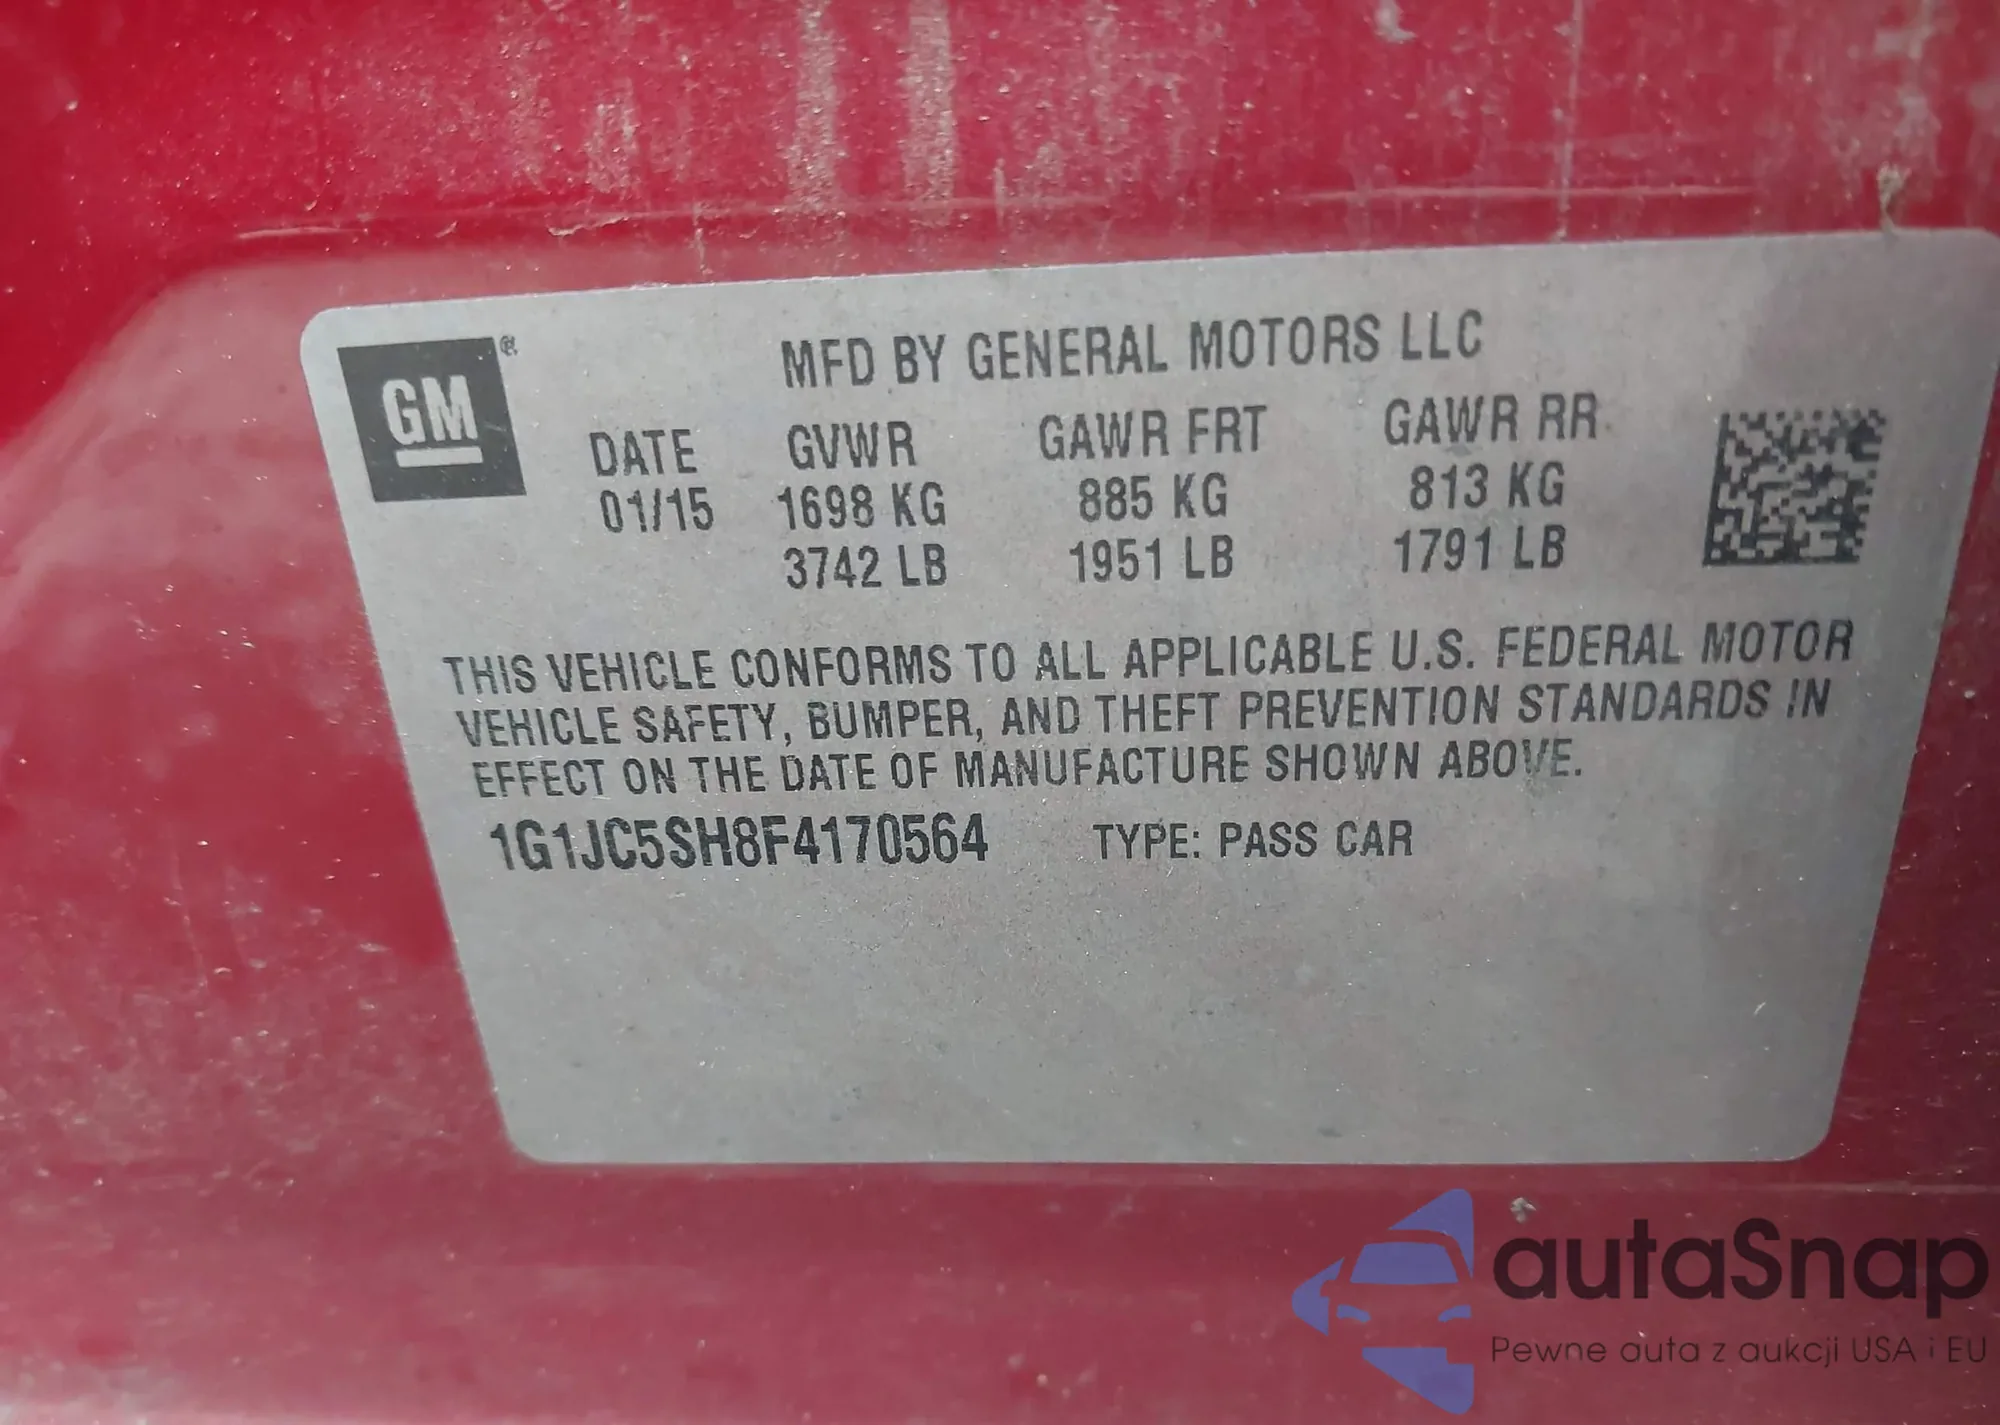 GM®
MFD BY GENERAL MOTORS LLC
DATE GVWR GAWR FRT GAWR RR
01/15 1698 KG 885 KG 813 KG
3742 LB 1951 LB 1791 LB
THIS VEHICLE CONFORMS TO ALL APPLICABLE U.S. FEDERAL MOTOR
VEHICLE SAFETY, BUMPER, AND THEFT PREVENTION STANDARDS IN
EFFECT ON THE DATE OF MANUFACTURE SHOWN ABOVE.
1G1JC5SH8F4170564 TYPE: PASS CAR
autaSnap
Pewne auta z aukcji USA i EU